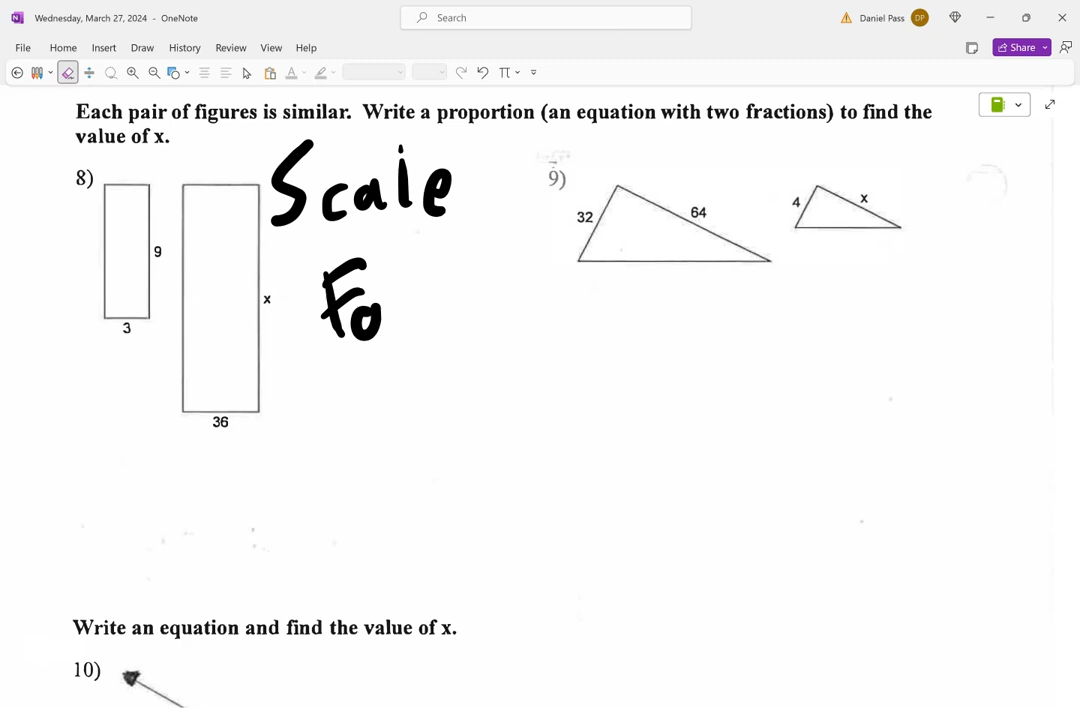 Wednesday, March 27, 2024 - OneNote
Search
Daniel Pass
DP
File Home Insert Draw History Review View Help
Share
Each pair of figures is similar. Write a proportion (an equation with two fractions) to find the
value of x.
8)
9
3
x
36
Scale
Fa
9)
32
64
4
x
Write an equation and find the value of x.
10)